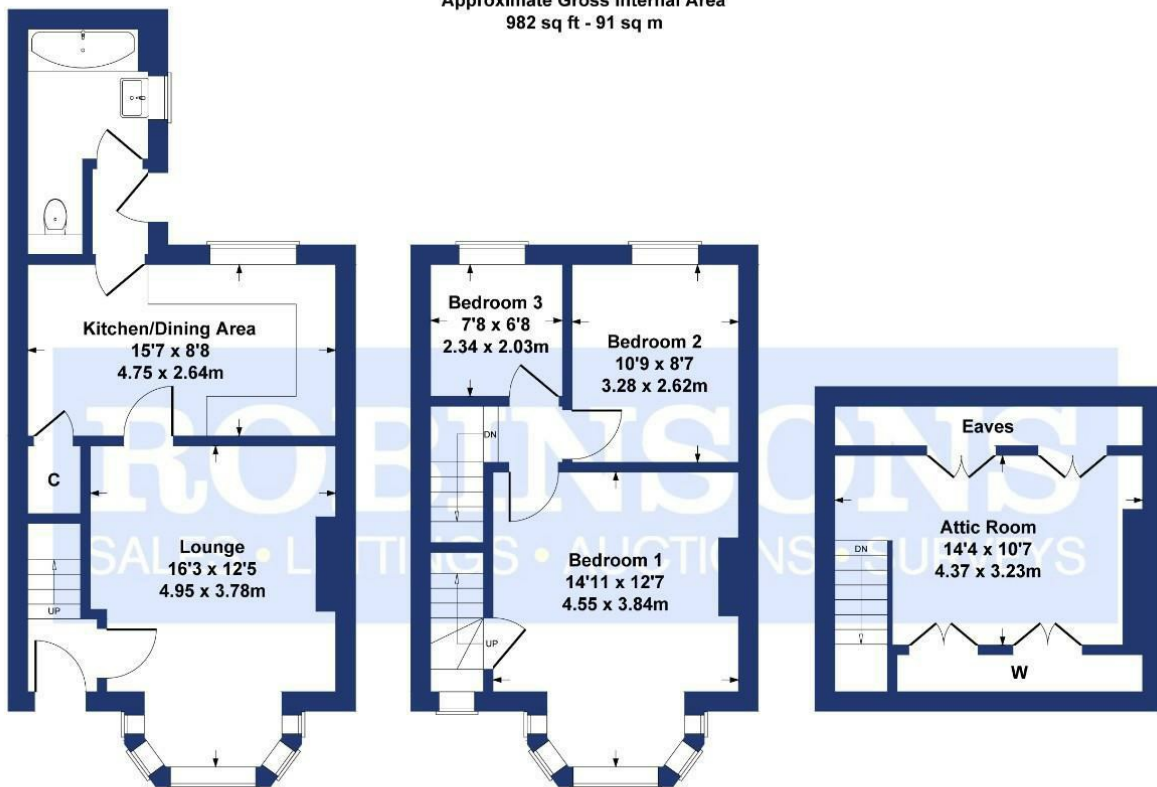 Approximate Gross Internal Area
982 sq ft - 91 sq m
Kitchen/Dining Area
15'7 x 8'8
4.75 x 2.64m
C
UP
Lounge
16'3 x 12'5
4.95 x 3.78m
Bedroom 3
7'8 x 6'8
2.34 x 2.03m
Bedroom 2
10'9 x 8'7
3.28 x 2.62m
DN
Bedroom 1
14'11 x 12'7
4.55 x 3.84m
UP
Eaves
Attic Room
14'4 x 10'7
4.37 x 3.23m
DN
W
ROBINSONS
SALES • LETTINGS • AUCTIONS • SURVEYS